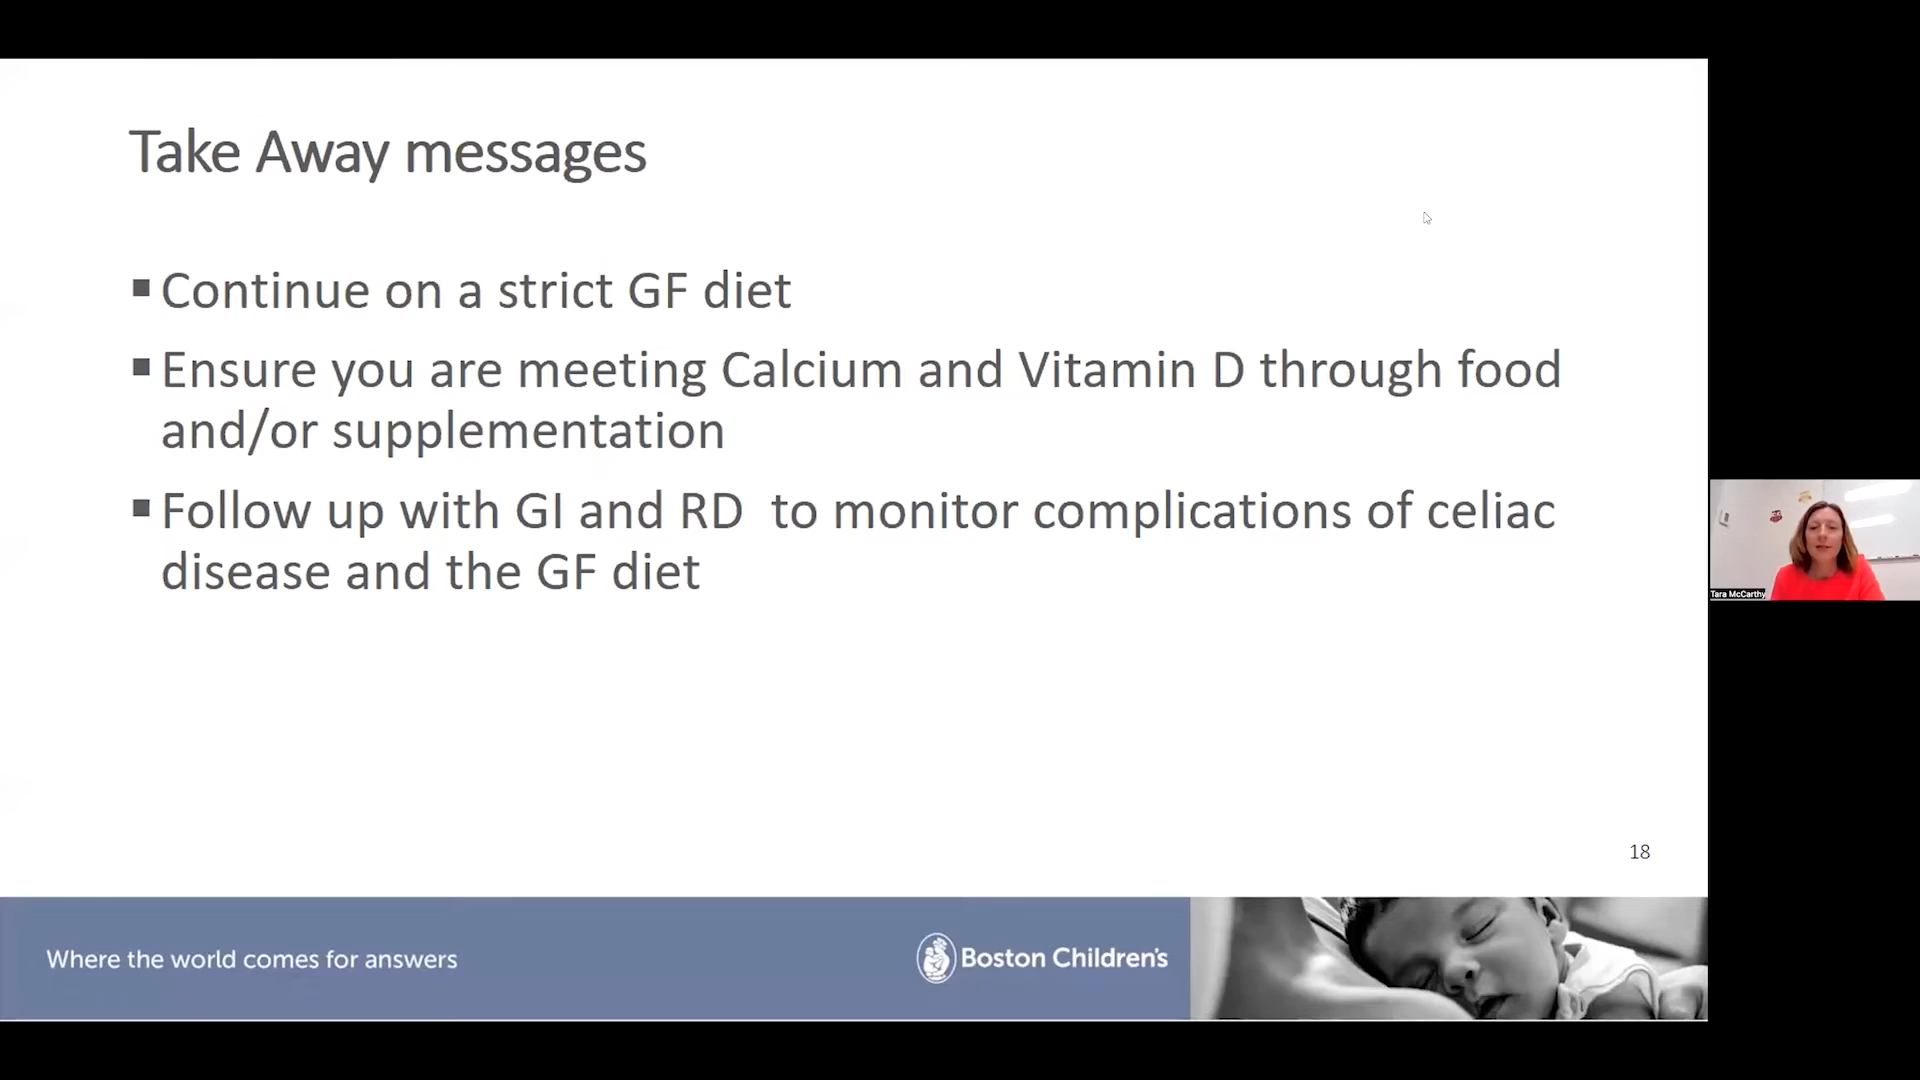 Take Away messages
▪ Continue on a strict GF diet
▪ Ensure you are meeting Calcium and Vitamin D through food
and/or supplementation
▪ Follow up with GI and RD  to monitor complications of celiac
disease and the GF diet
Tara McCarthy
18
Where the world comes for answers
Boston Children's